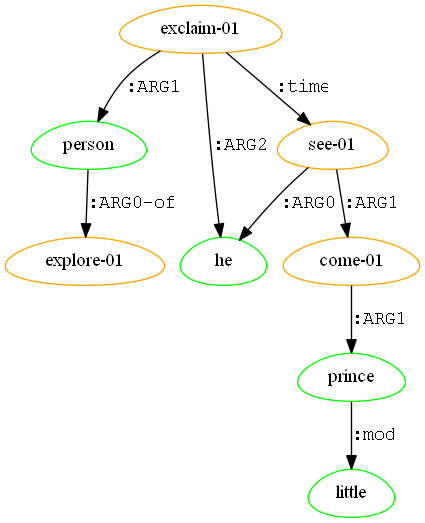 exclaim-01
:ARG1
:time
:ARG2
person
see-01
:ARG0-of
:ARG0
:ARG1
explore-01
he
come-01
:ARG1
prince
:mod
little